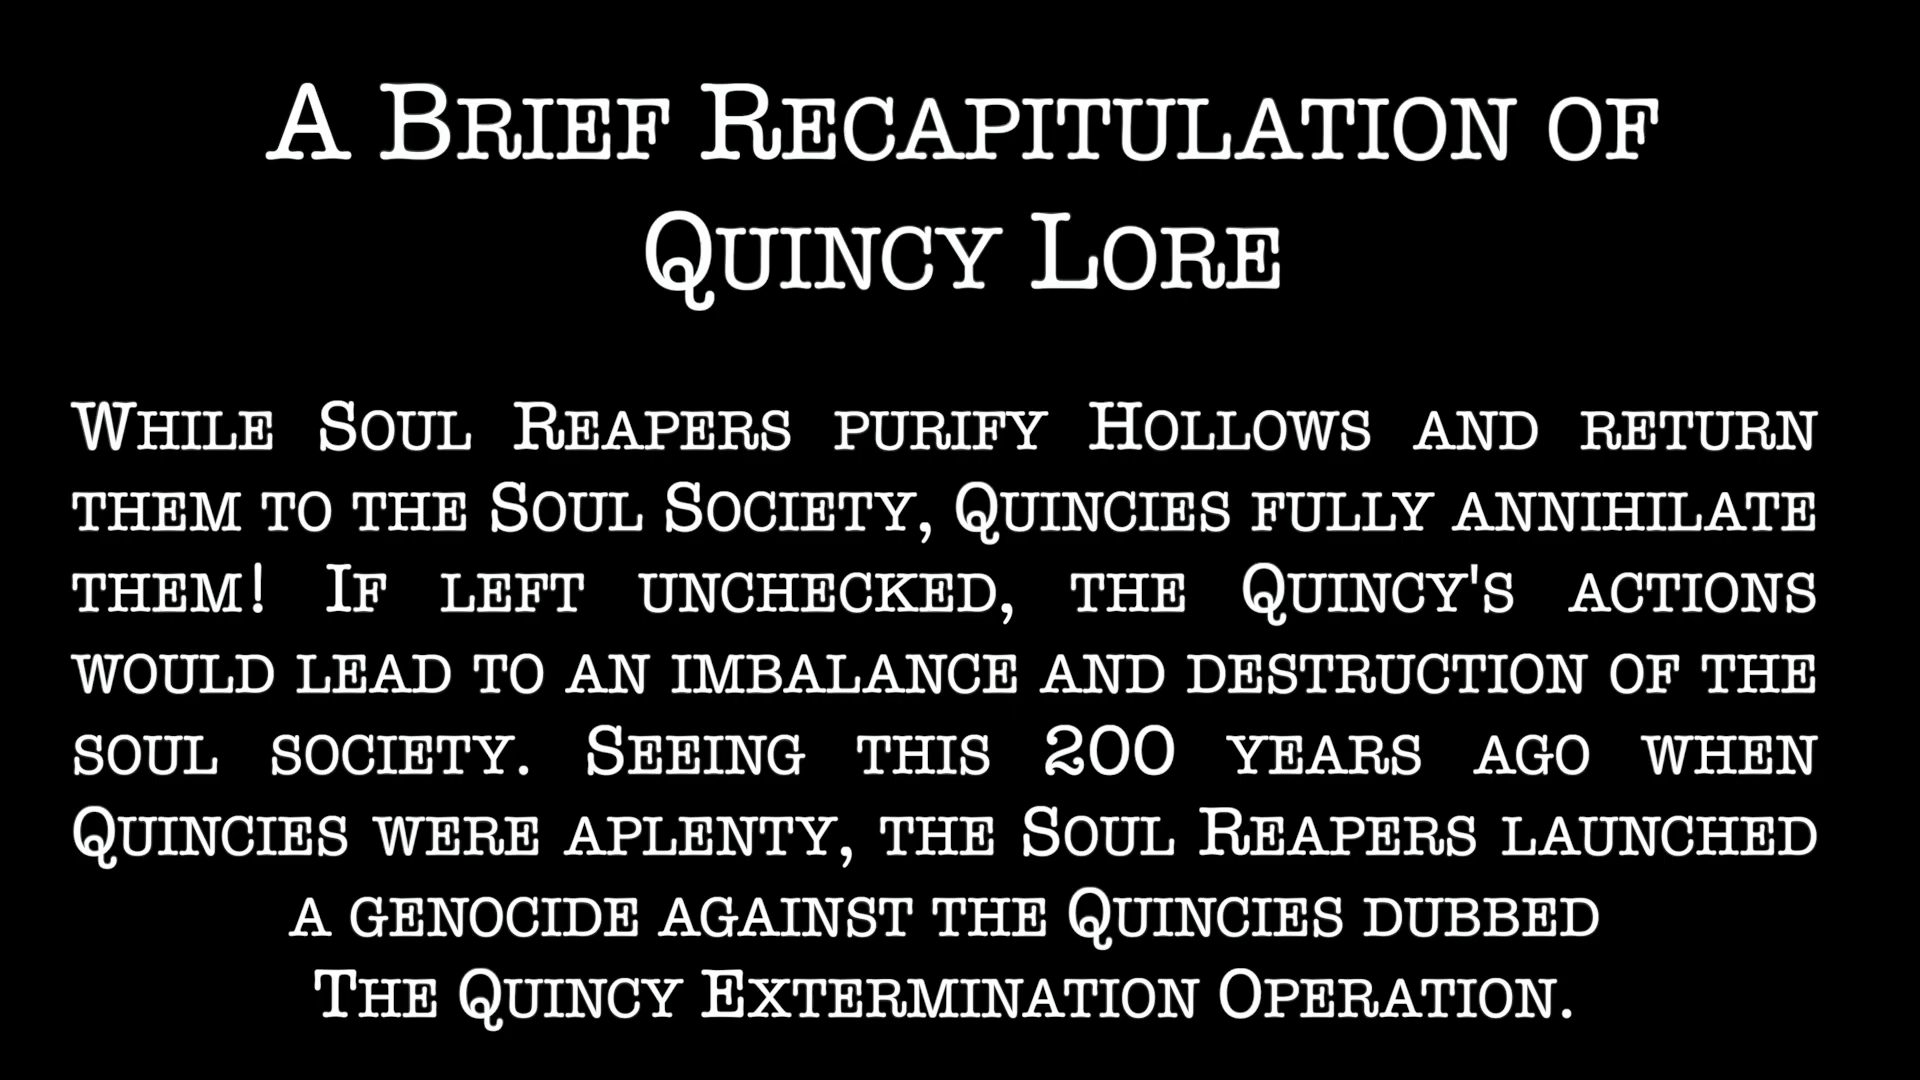 A Brief Recapitulation of
Quincy Lore
While Soul Reapers purify Hollows and return
them to the Soul Society, Quincies fully annihilate
them! If left unchecked, the Quincy's actions
would lead to an imbalance and destruction of the
soul society. Seeing this 200 years ago when
Quincies were aplenty, the Soul Reapers launched
a genocide against the Quincies dubbed
The Quincy Extermination Operation.